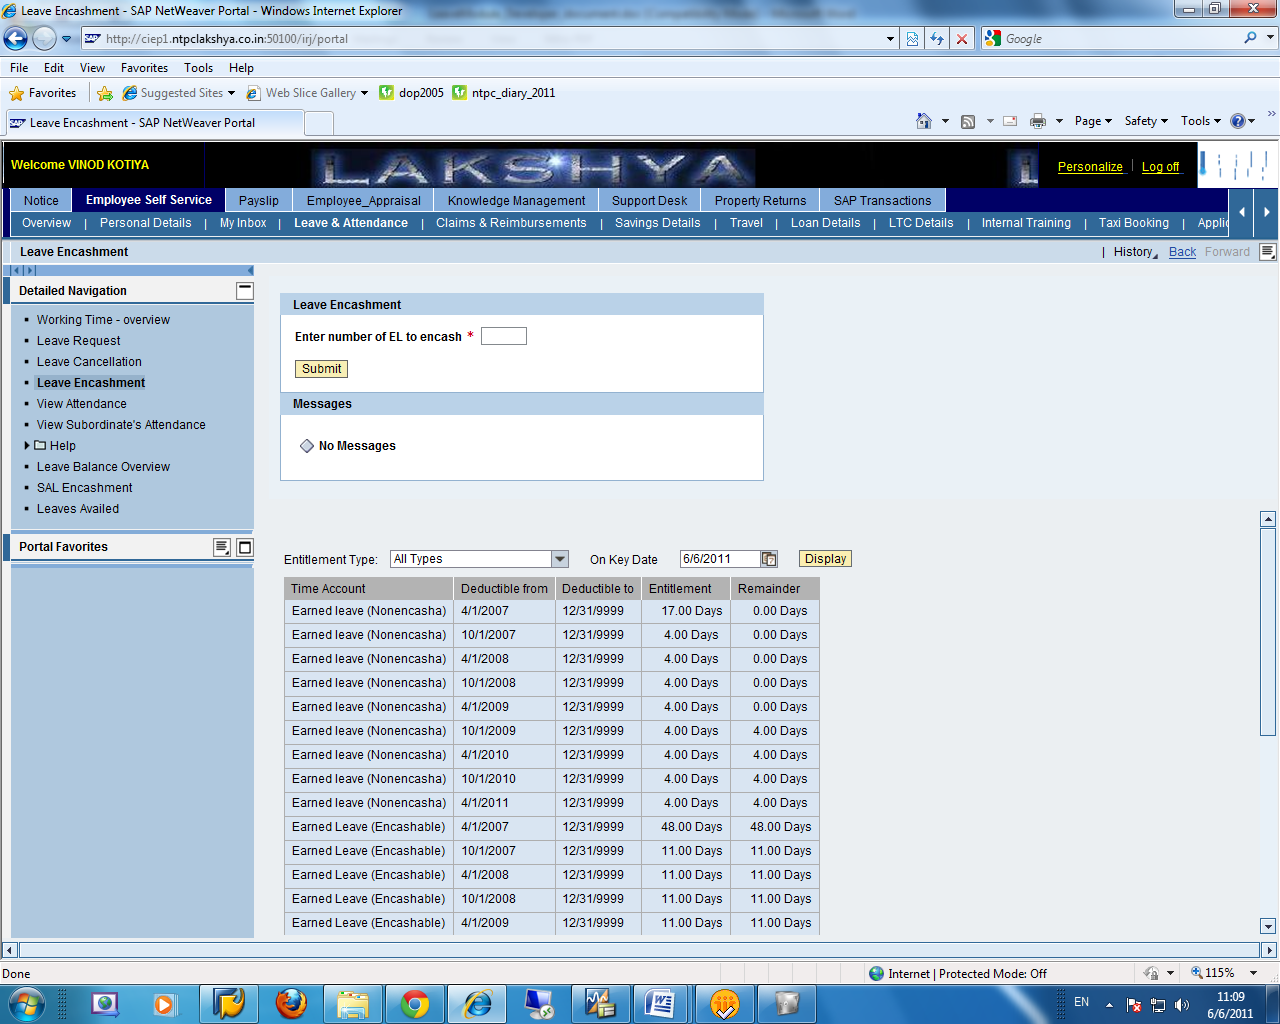 Leave Encashment - SAP NetWeaver Portal - Windows Internet Explorer
http://ciep1.ntpclakshya.co.in:50100/irj/portal
Google
File Edit View Favorites Tools Help
Favorites Suggested Sites Web Slice Gallery dop2005 ntpc_diary_2011
Leave Encashment - SAP NetWeaver Portal
Page Safety Tools
Welcome VINOD KOTIYA
LAKSHYA
Personalize Log off
Notice Employee Self Service Payslip Employee_Appraisal Knowledge Management Support Desk Property Returns SAP Transactions
Overview | Personal Details | My Inbox | Leave & Attendance | Claims & Reimbursements | Savings Details | Travel | Loan Details | LTC Details | Internal Training | Taxi Booking | Applic
Leave Encashment
| History Back Forward
Detailed Navigation
Working Time - overview
Leave Request
Leave Cancellation
Leave Encashment
View Attendance
View Subordinate's Attendance
Help
Leave Balance Overview
SAL Encashment
Leaves Availed
Portal Favorites
Leave Encashment
Enter number of EL to encash *
Submit
Messages
No Messages
Entitlement Type: All Types On Key Date 6/6/2011 Display
Time Account Deductible from Deductible to Entitlement Remainder
Earned leave (Nonencasha) 4/1/2007 12/31/9999 17.00 Days 0.00 Days
Earned leave (Nonencasha) 10/1/2007 12/31/9999 4.00 Days 0.00 Days
Earned leave (Nonencasha) 4/1/2008 12/31/9999 4.00 Days 0.00 Days
Earned leave (Nonencasha) 10/1/2008 12/31/9999 4.00 Days 0.00 Days
Earned leave (Nonencasha) 4/1/2009 12/31/9999 4.00 Days 0.00 Days
Earned leave (Nonencasha) 10/1/2009 12/31/9999 4.00 Days 4.00 Days
Earned leave (Nonencasha) 4/1/2010 12/31/9999 4.00 Days 4.00 Days
Earned leave (Nonencasha) 10/1/2010 12/31/9999 4.00 Days 4.00 Days
Earned leave (Nonencasha) 4/1/2011 12/31/9999 4.00 Days 4.00 Days
Earned Leave (Encashable) 4/1/2007 12/31/9999 48.00 Days 48.00 Days
Earned Leave (Encashable) 10/1/2007 12/31/9999 11.00 Days 11.00 Days
Earned Leave (Encashable) 4/1/2008 12/31/9999 11.00 Days 11.00 Days
Earned Leave (Encashable) 10/1/2008 12/31/9999 11.00 Days 11.00 Days
Earned Leave (Encashable) 4/1/2009 12/31/9999 11.00 Days 11.00 Days
Done Internet | Protected Mode: Off 115%
EN 11:09
6/6/2011